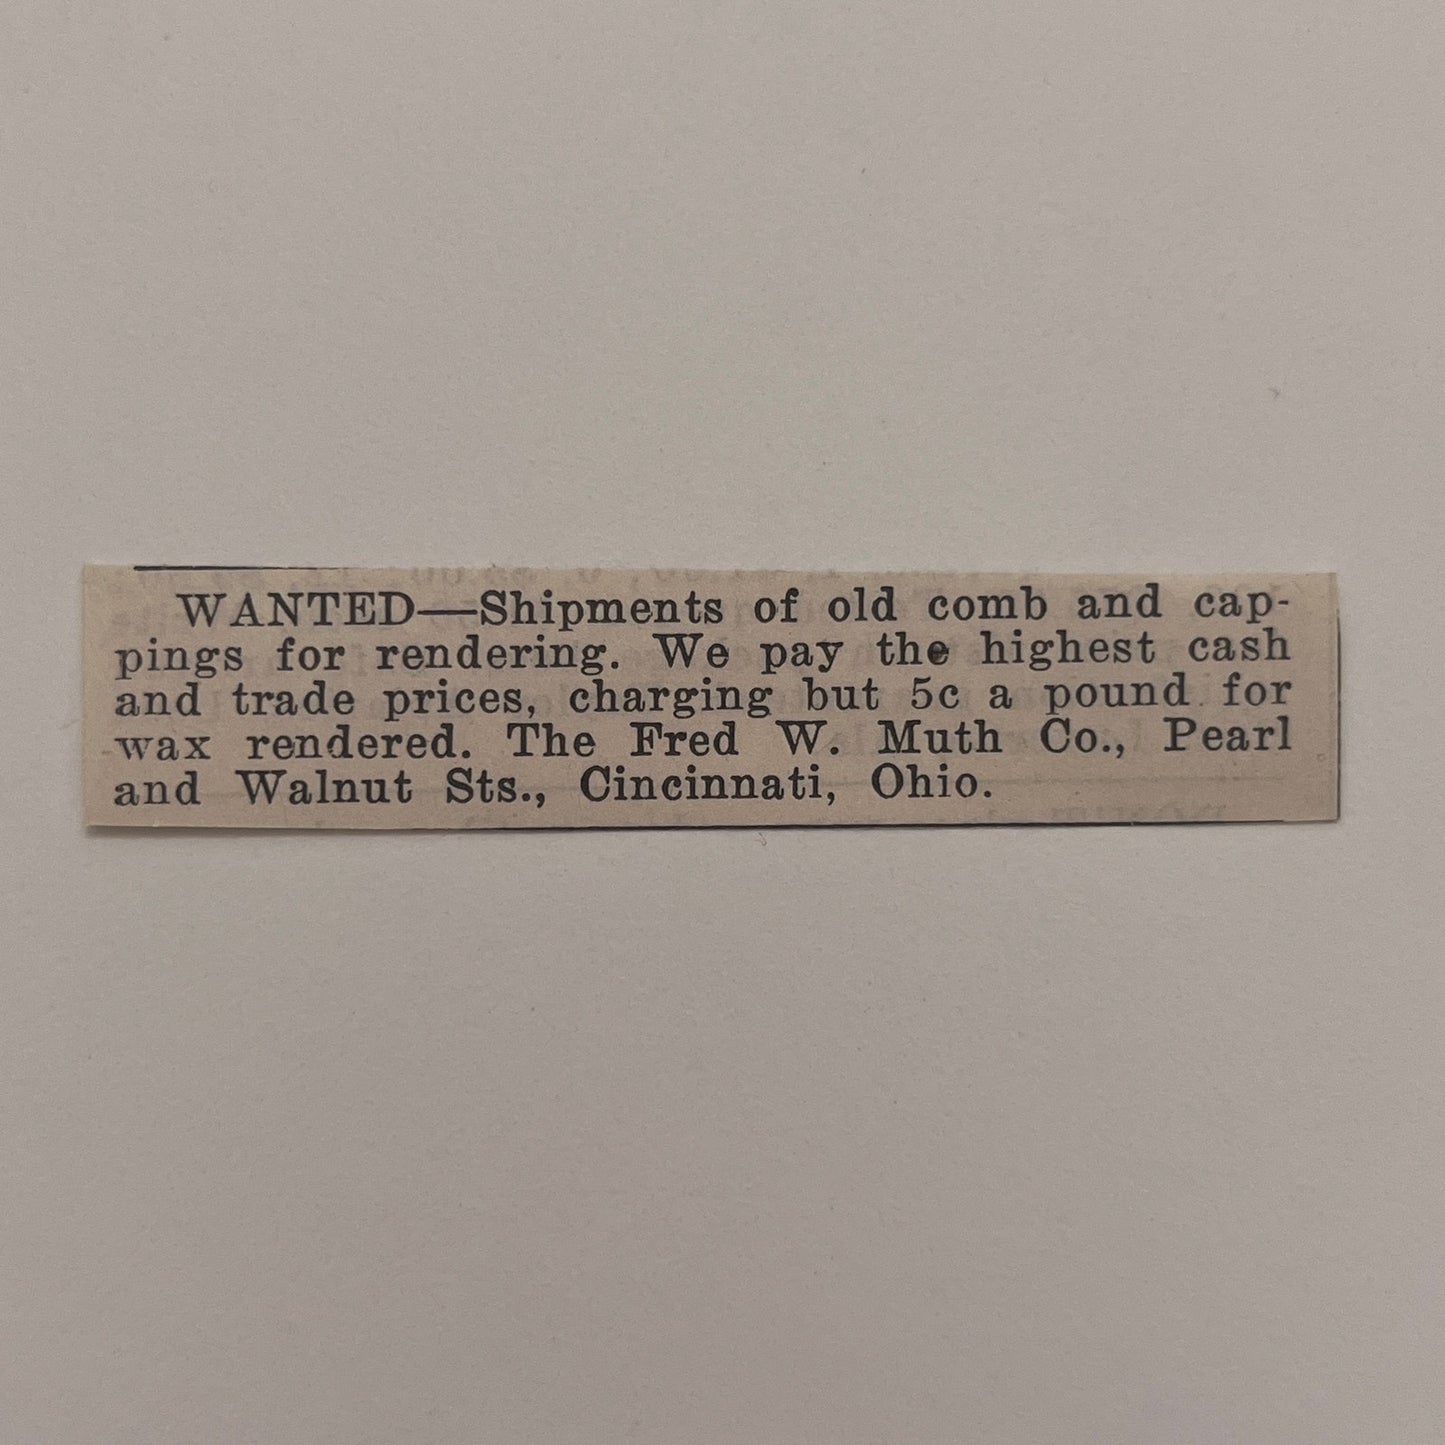 WANTED—Shipments of old comb and cap-
pings for rendering. We pay the highest cash
and trade prices, charging but 5c a pound for
wax rendered. The Fred W. Muth Co., Pearl
and Walnut Sts., Cincinnati, Ohio.